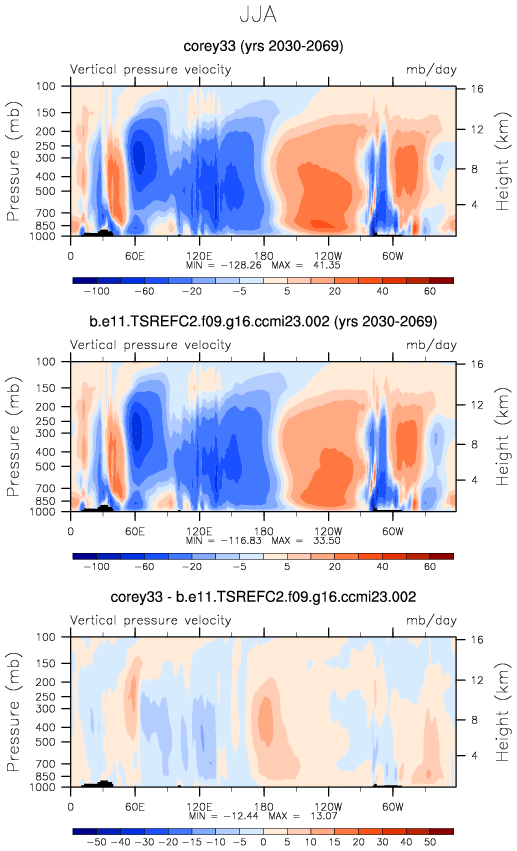 JJA
corey33 (yrs 2030-2069)
Vertical pressure velocity mb/day
Pressure (mb)
Height (km)
100
150
200
250
300
400
500
700
850
1000
16
12
8
4
0 60E 120E 180 120W 60W
MIN = -128.26 MAX = 41.35
-100 -60 -20 -5 5 20 40 60
b.e11.TSREFC2.f09.g16.ccmi23.002 (yrs 2030-2069)
Vertical pressure velocity mb/day
Pressure (mb)
Height (km)
100
150
200
250
300
400
500
700
850
1000
16
12
8
4
0 60E 120E 180 120W 60W
MIN = -116.83 MAX = 33.50
-100 -60 -20 -5 5 20 40 60
corey33 - b.e11.TSREFC2.f09.g16.ccmi23.002
Vertical pressure velocity mb/day
Pressure (mb)
Height (km)
100
150
200
250
300
400
500
700
850
1000
16
12
8
4
0 60E 120E 180 120W 60W
MIN = -12.44 MAX = 13.07
-50 -40 -30 -20 -15 -10 -5 0 5 10 15 20 30 40 50